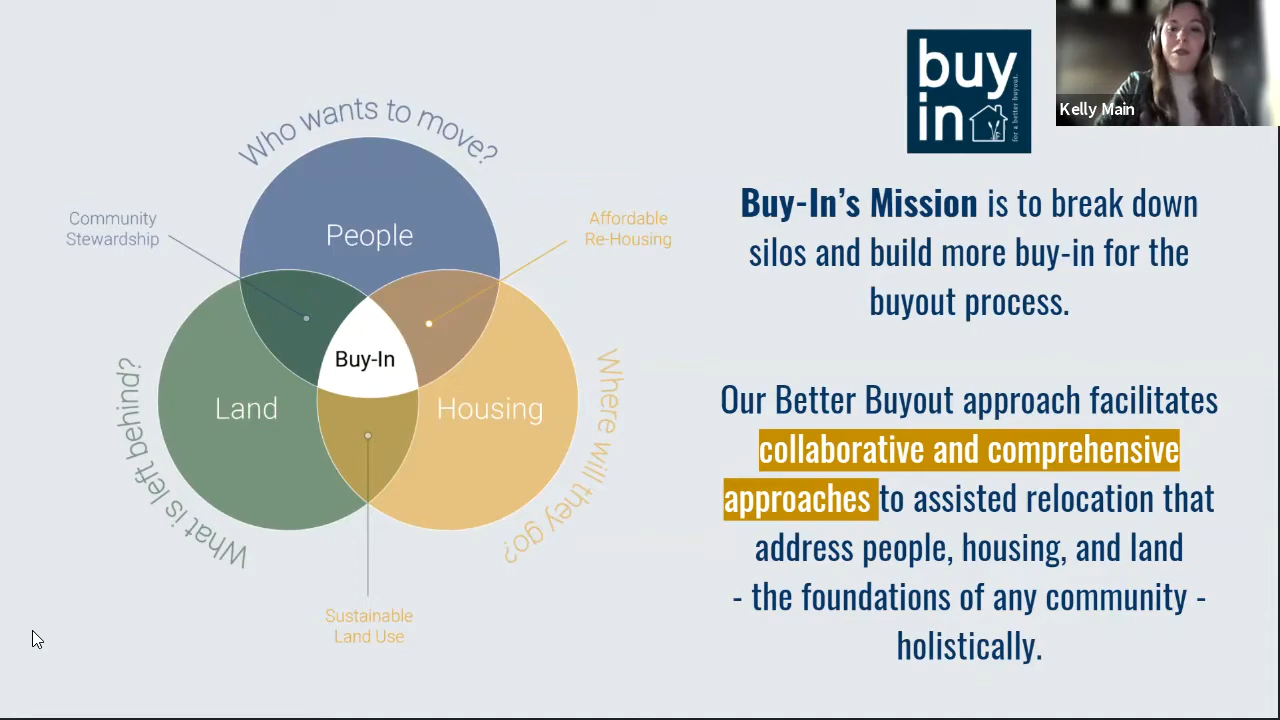 buy
in
for a better buyout.
Kelly Main
Who wants to move?
Community
Stewardship
People
Affordable
Re-Housing
Buy-In
Land
Housing
What is left behind?
Where will they go?
Sustainable
Land Use
Buy-In’s Mission is to break down
silos and build more buy-in for the
buyout process.
Our Better Buyout approach facilitates
collaborative and comprehensive
approaches to assisted relocation that
address people, housing, and land
- the foundations of any community -
holistically.